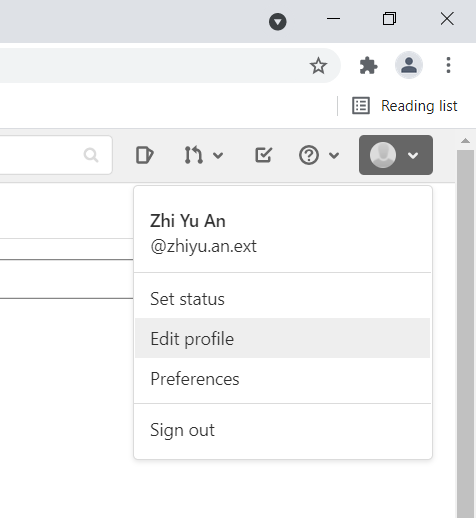 Reading list
Zhi Yu An
@zhiyu.an.ext
Set status
Edit profile
Preferences
Sign out